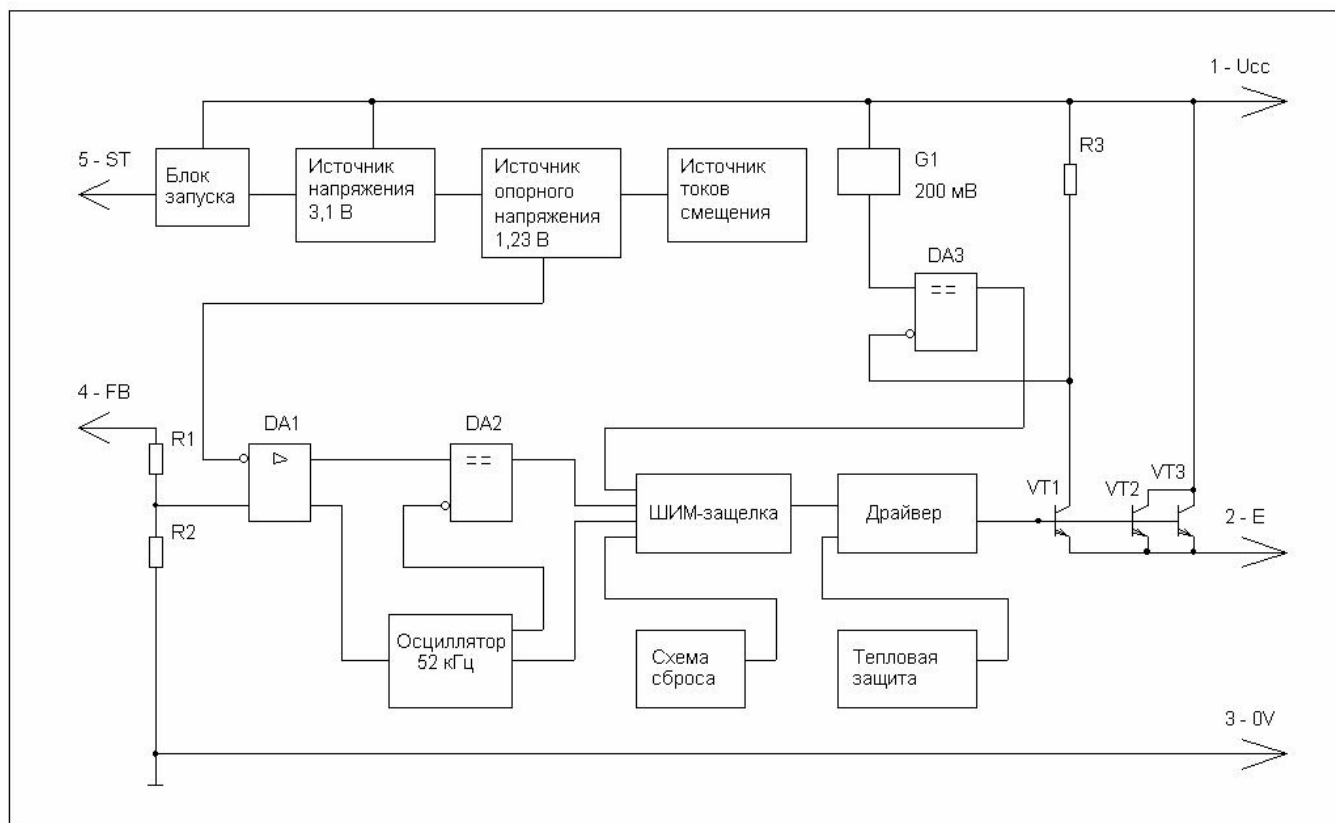 1 - Ucc
5 - ST
Блок
запуска
Источник
напряжения
3,1 В
Источник
опорного
напряжения
1,23 В
Источник
токов
смещения
G1
200 мВ
R3
DA3
==
4 - FB
R1
DA1
DA2
==
R2
ШИМ-защелка
Драйвер
VT1
VT2
VT3
2 - E
Осциллятор
52 кГц
Схема
сброса
Тепловая
защита
3 - 0V